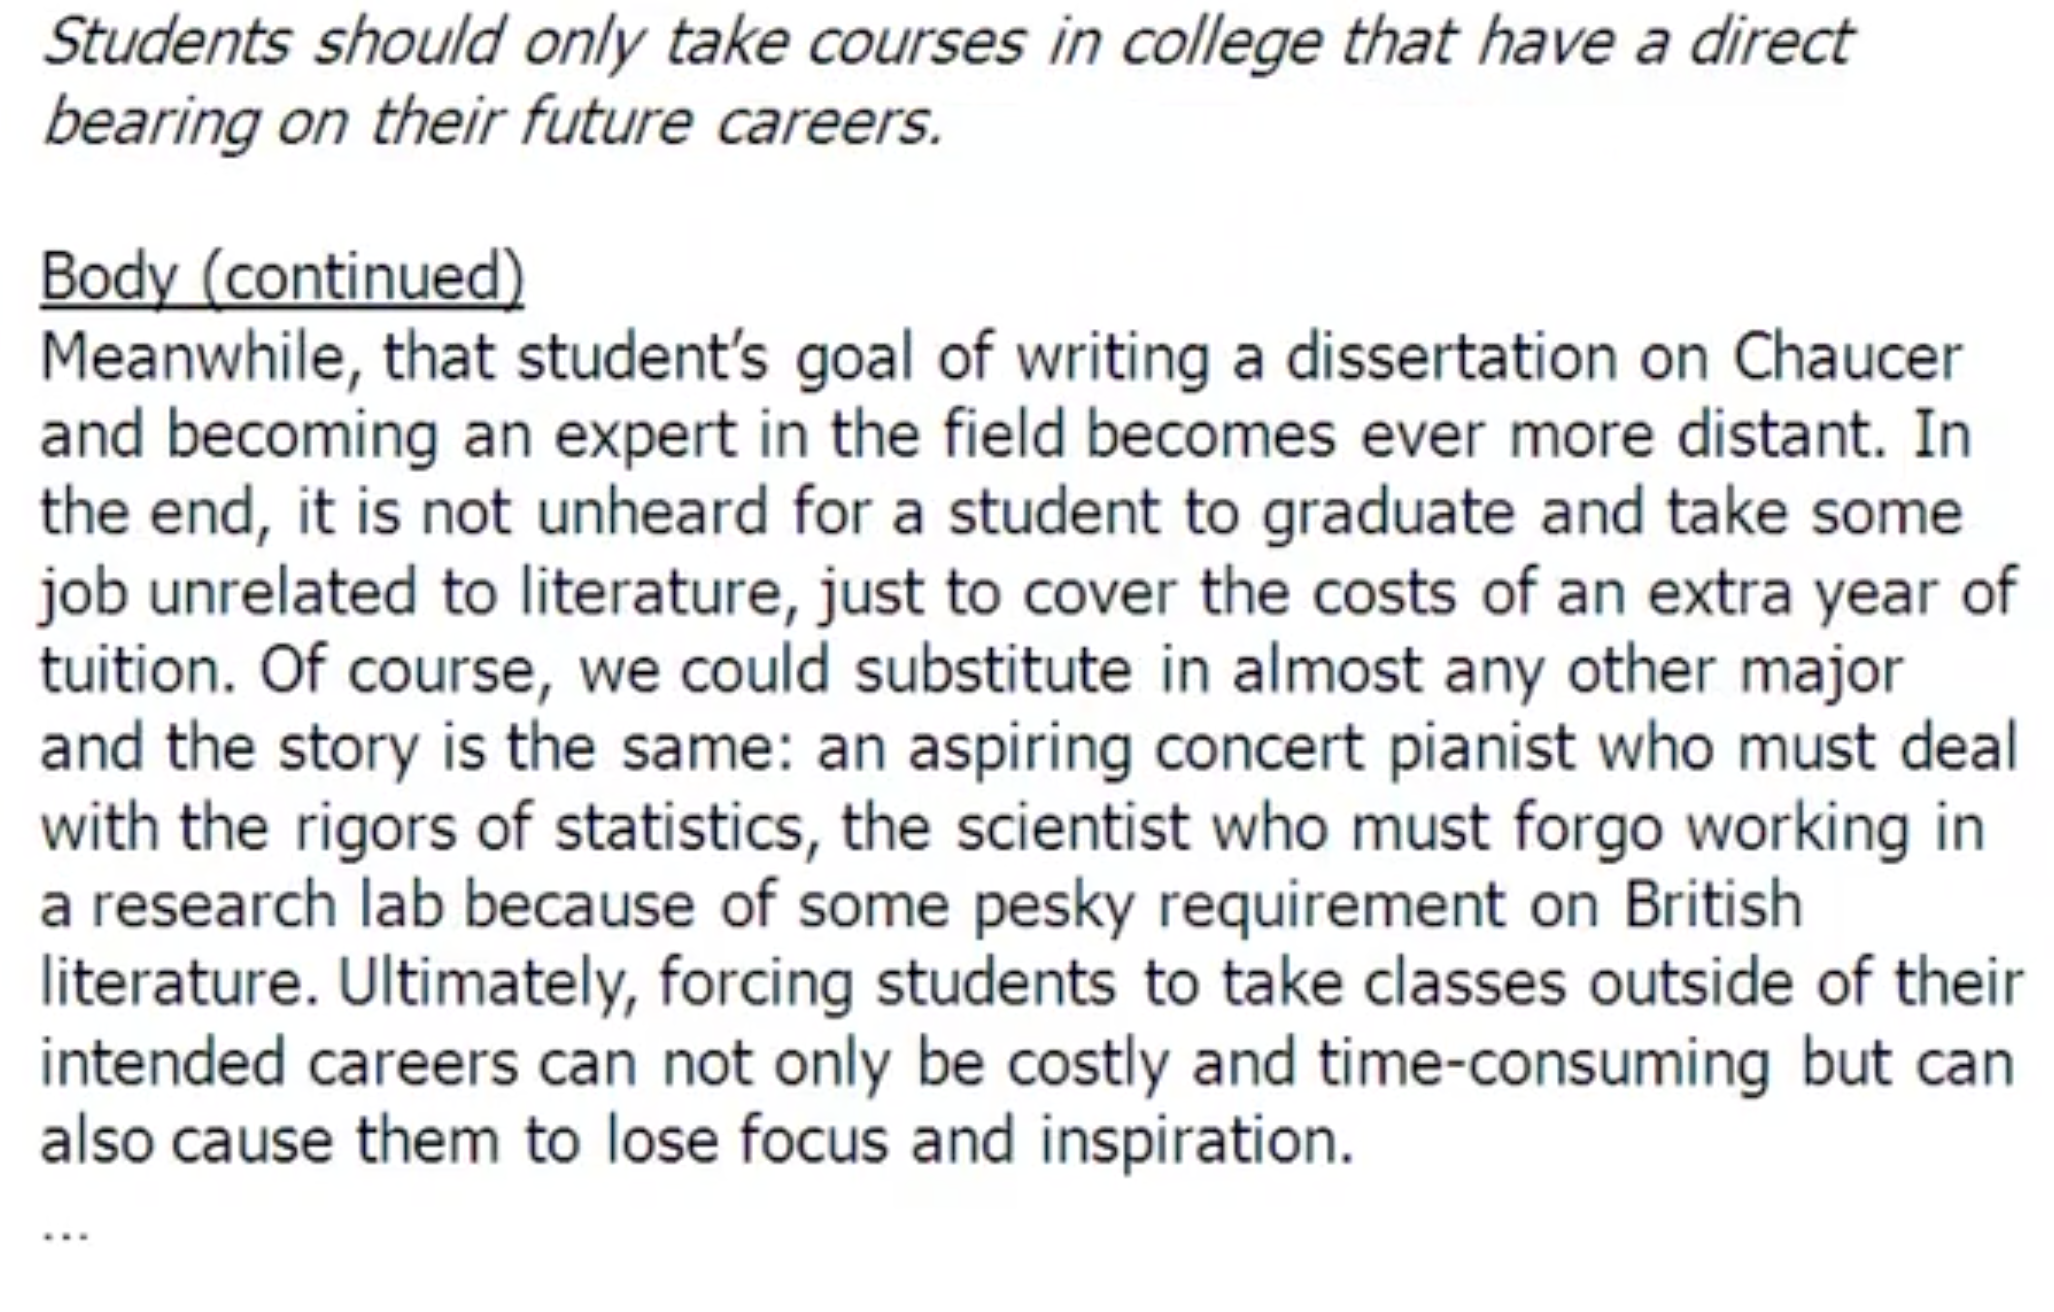 Students should only take courses in college that have a direct
bearing on their future careers.
Body (continued)
Meanwhile, that student's goal of writing a dissertation on Chaucer
and becoming an expert in the field becomes ever more distant. In
the end, it is not unheard for a student to graduate and take some
job unrelated to literature, just to cover the costs of an extra year of
tuition. Of course, we could substitute in almost any other major
and the story is the same: an aspiring concert pianist who must deal
with the rigors of statistics, the scientist who must forgo working in
a research lab because of some pesky requirement on British
literature. Ultimately, forcing students to take classes outside of their
intended careers can not only be costly and time-consuming but can
also cause them to lose focus and inspiration.
...